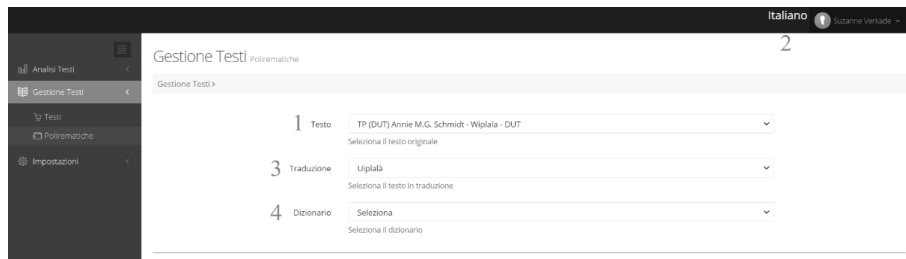 Italiano Suzanne Verkade
2
Gestione Testi Polirematiche
Analisi Testi
Gestione Testi
Testi
Polirematiche
Impostazioni
Gestione Testi >
1 Testo TP (DUT) Annie M.G. Schmidt - Wiplala - DUT
Seleziona il testo originale
3 Traduzione Uiplalà
Seleziona il testo in traduzione
4 Dizionario Seleziona
Seleziona il dizionario